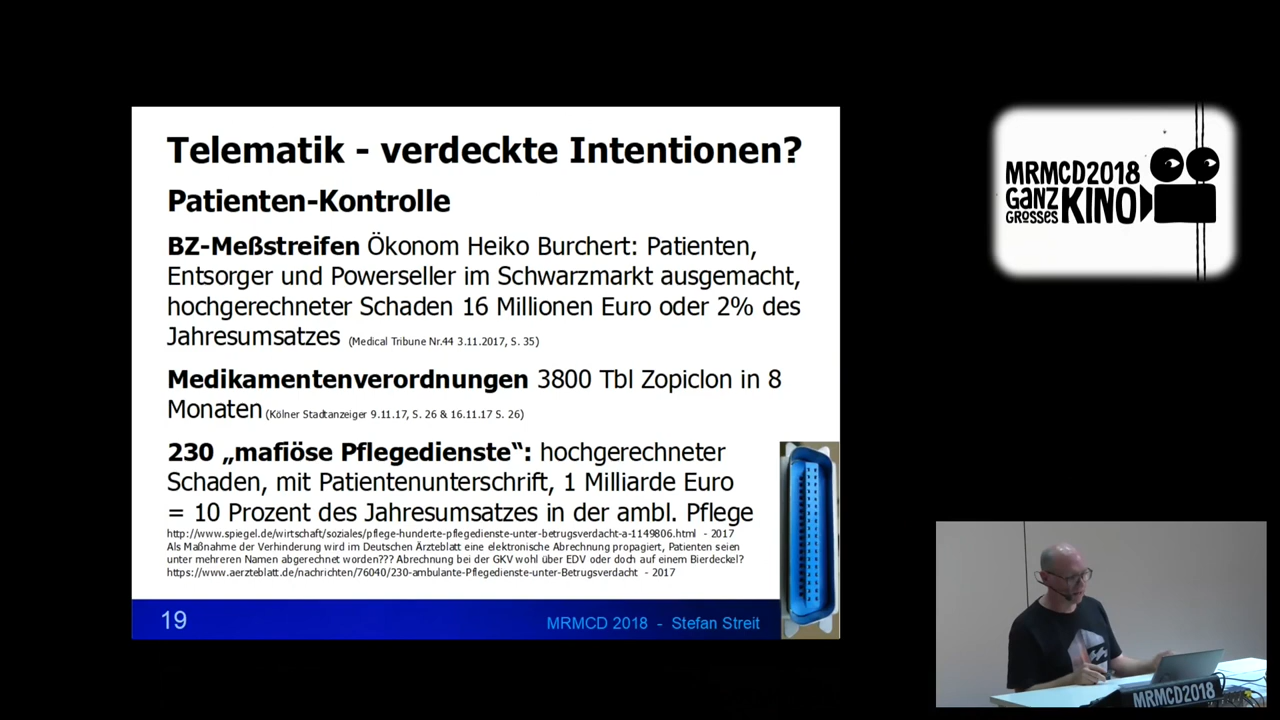 Telematik - verdeckte Intentionen?
Patienten-Kontrolle
BZ-Meßstreifen Ökonom Heiko Burchert: Patienten,
Entsorger und Powerseller im Schwarzmarkt ausgemacht,
hochgerechneter Schaden 16 Millionen Euro oder 2% des
Jahresumsatzes (Medical Tribune Nr.44 3.11.2017, S. 35)
Medikamentenverordnungen 3800 Tbl Zopiclon in 8
Monaten (Kölner Stadtanzeiger 9.11.17, S. 26 & 16.11.17 S. 26)
230 „mafiöse Pflegedienste“: hochgerechneter
Schaden, mit Patientenunterschrift, 1 Milliarde Euro
= 10 Prozent des Jahresumsatzes in der ambl. Pflege
http://www.spiegel.de/wirtschaft/soziales/pflege-hunderte-pflegedienste-unter-betrugsverdacht-a-1149806.html - 2017
Als Maßnahme der Verhinderung wird im Deutschen Ärzteblatt eine elektronische Abrechnung propagiert, Patienten seien
unter mehreren Namen abgerechnet worden??? Abrechnung bei der GKV wohl über EDV oder doch auf einem Bierdeckel?
https://www.aerzteblatt.de/nachrichten/76040/230-ambulante-Pflegedienste-unter-Betrugsverdacht - 2017
19
MRMCD 2018 - Stefan Streit
MRMCD2018
GANZ
GROSSES
KINO
MRMCD2018